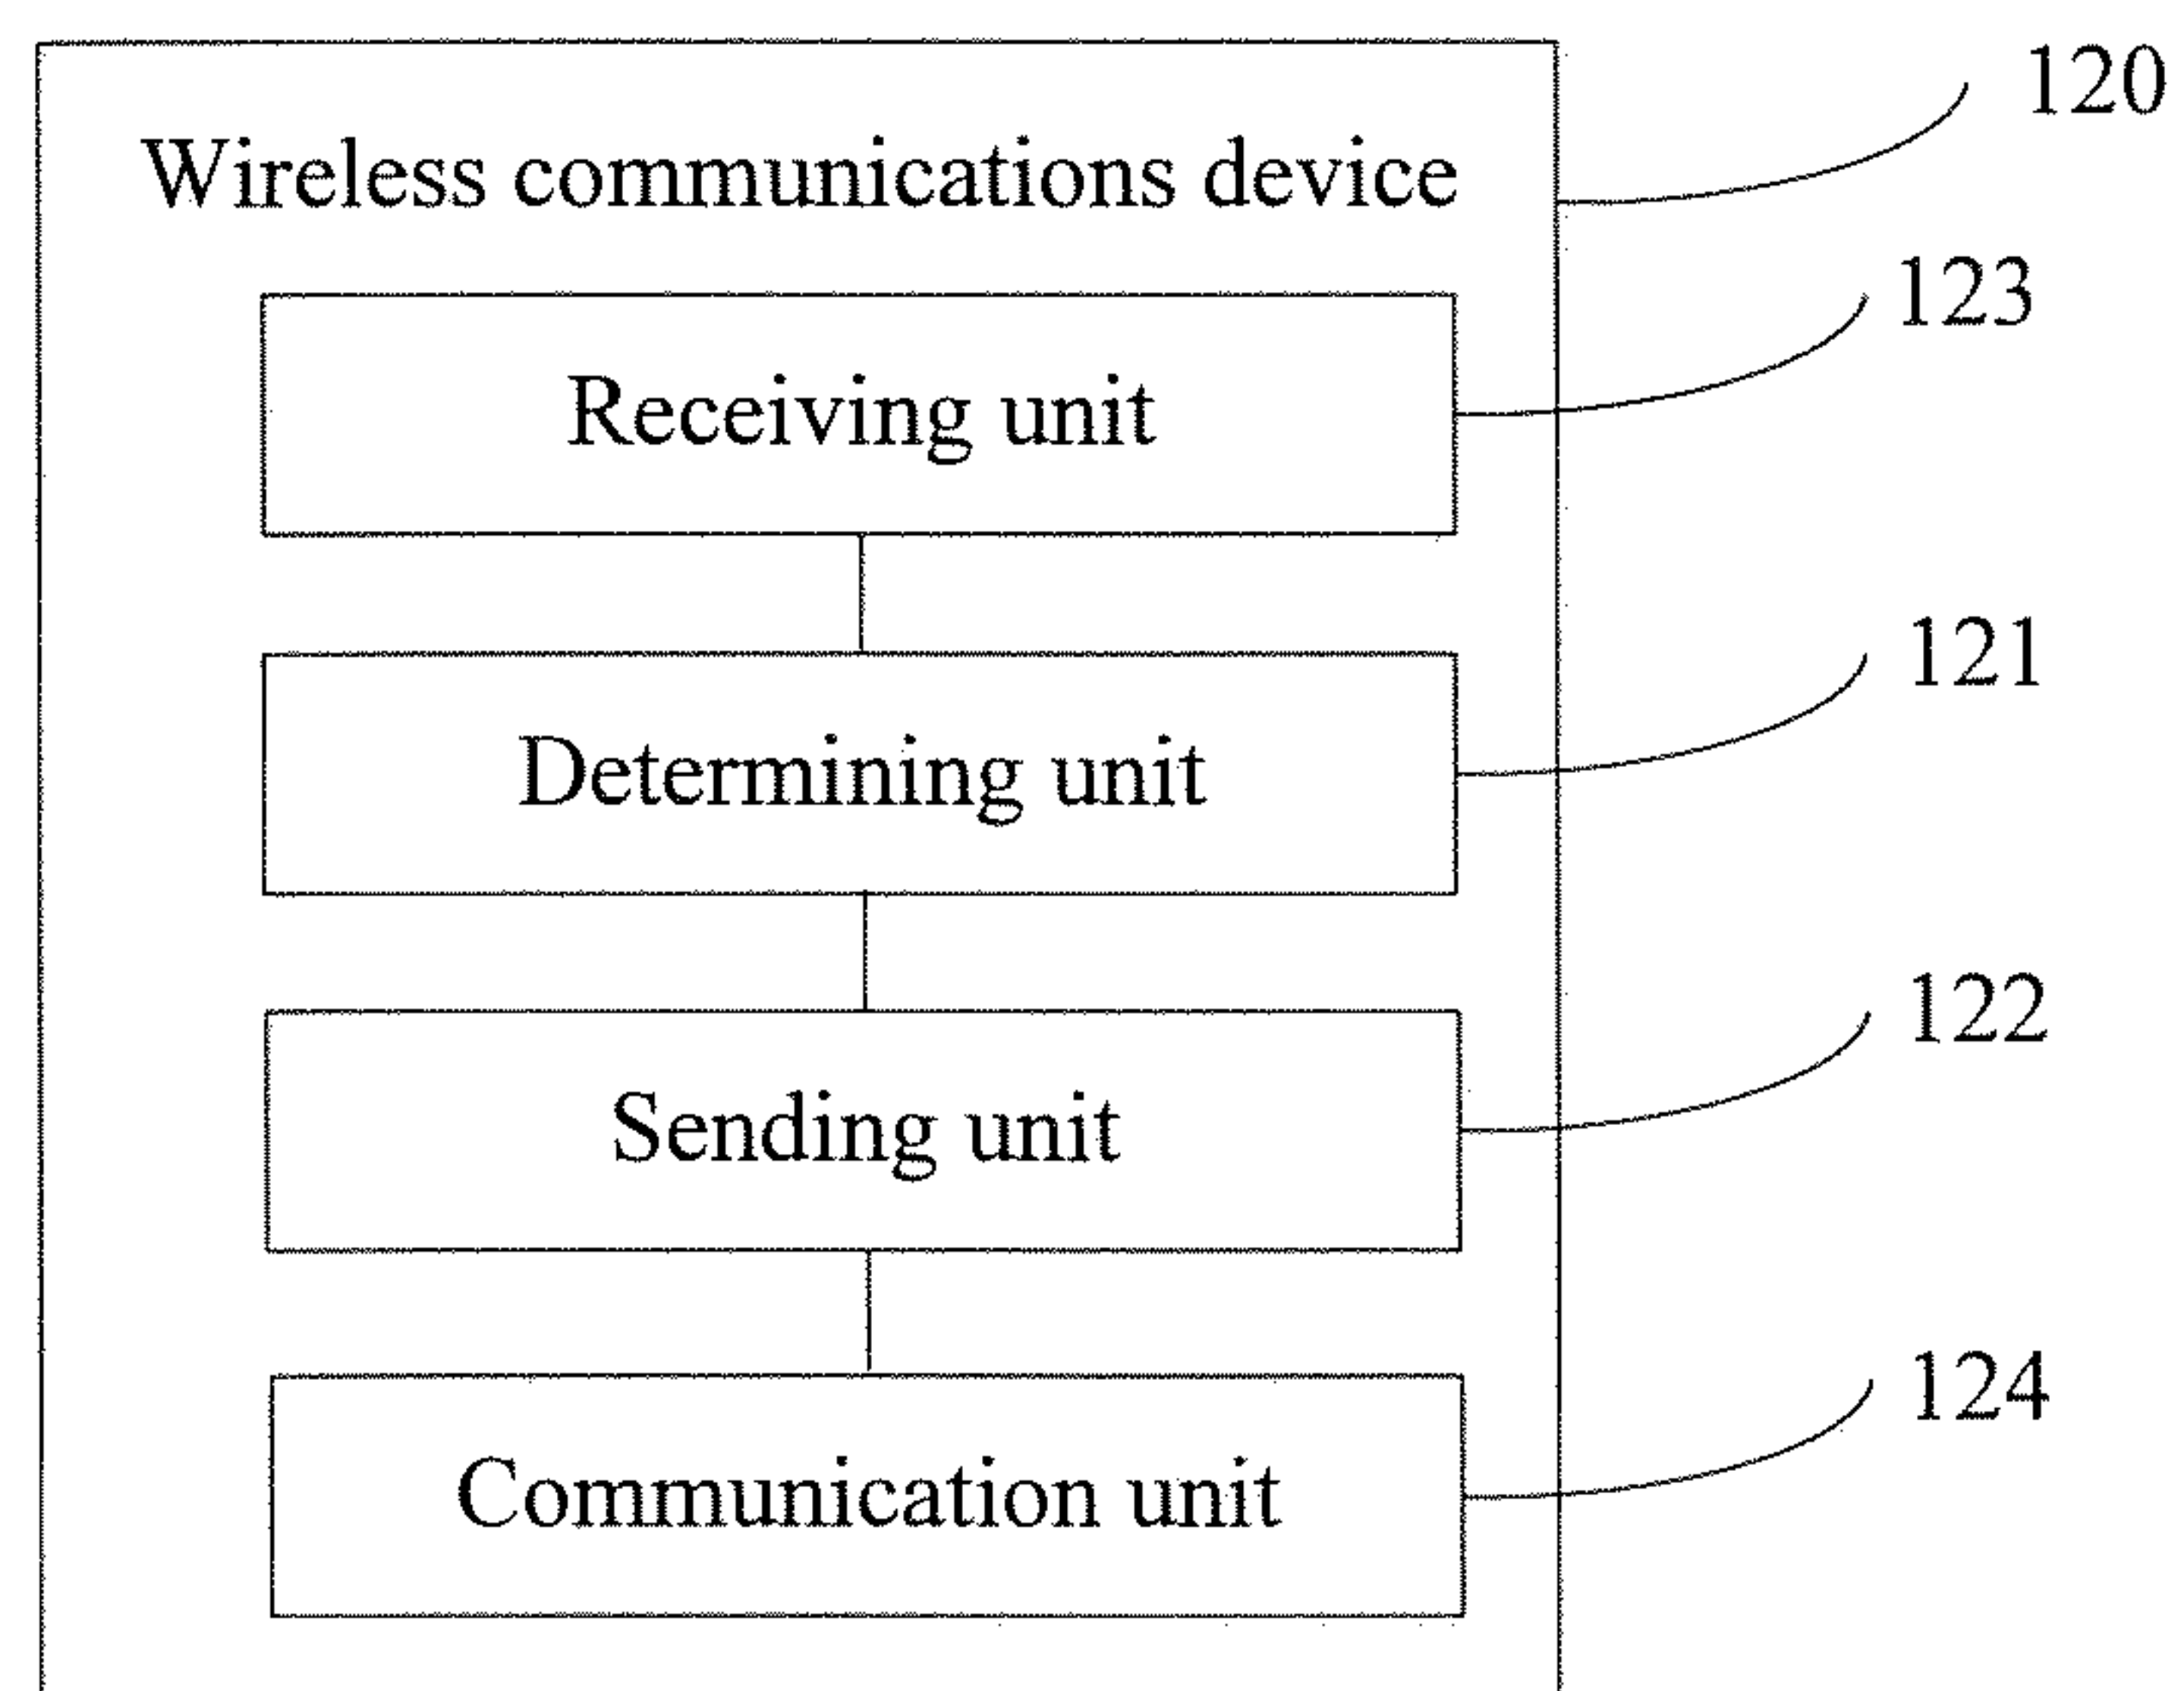 120
Wireless communications device
123
Receiving unit
121
Determining unit
122
Sending unit
124
Communication unit